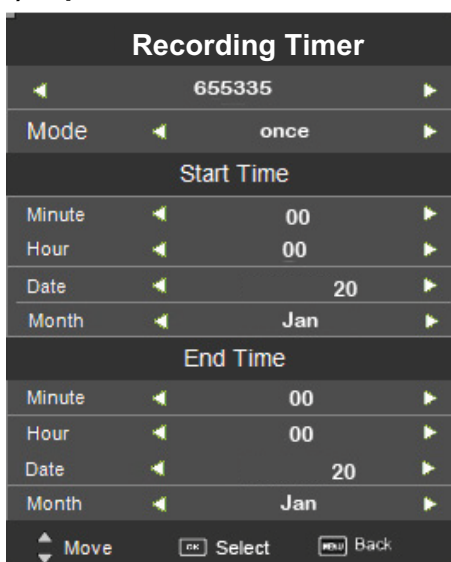 Recording Timer
655335
Mode once
Start Time
Minute 00
Hour 00
Date 20
Month Jan
End Time
Minute 00
Hour 00
Date 20
Month Jan
Move OK Select MENU Back